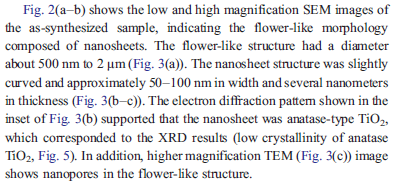 Fig. 2(a–b) shows the low and high magnification SEM images of
the as-synthesized sample, indicating the flower-like morphology
composed of nanosheets. The flower-like structure had a diameter
about 500 nm to 2 μm (Fig. 3(a)). The nanosheet structure was slightly
curved and approximately 50–100 nm in width and several nanometers
in thickness (Fig. 3(b–c)). The electron diffraction pattern shown in the
inset of Fig. 3(b) supported that the nanosheet was anatase-type TiO₂,
which corresponded to the XRD results (low crystallinity of anatase
TiO₂, Fig. 5). In addition, higher magnification TEM (Fig. 3(c)) image
shows nanopores in the flower-like structure.